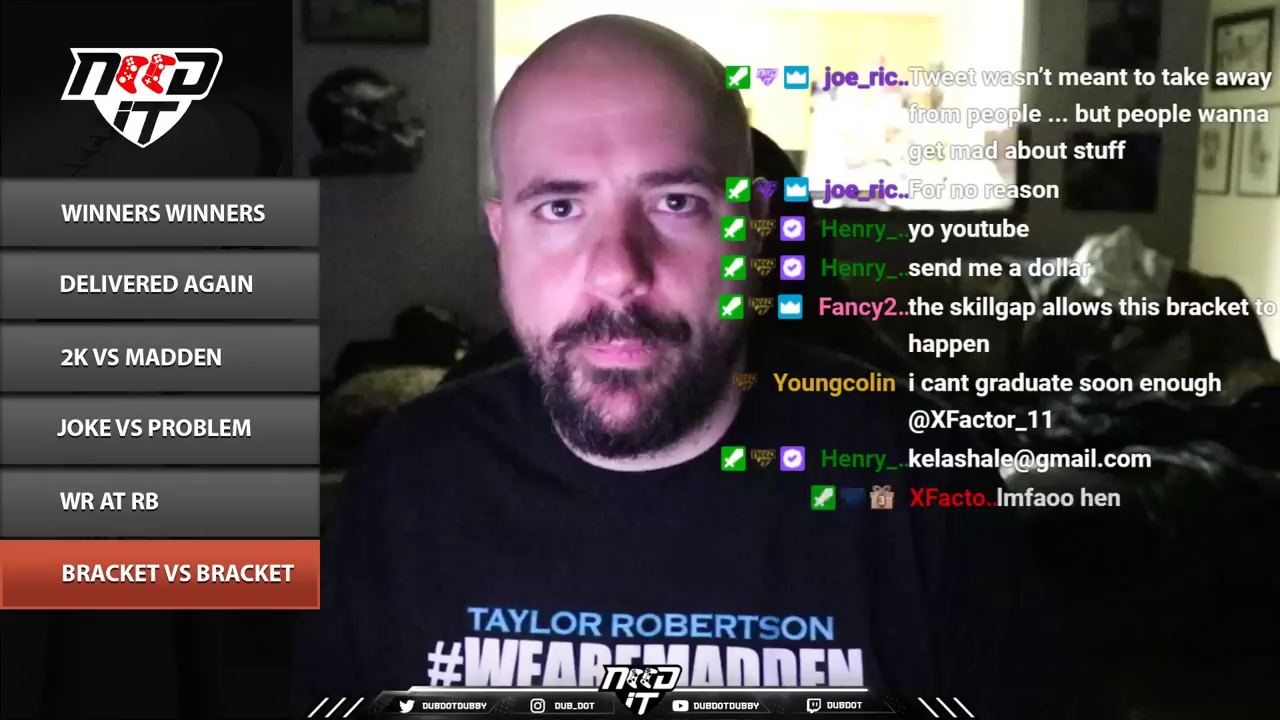 NEED
IT
WINNERS WINNERS
DELIVERED AGAIN
2K VS MADDEN
JOKE VS PROBLEM
WR AT RB
BRACKET VS BRACKET
joe_ric.. Tweet wasn't meant to take away
from people ... but people wanna
get mad about stuff
joe_ric.. For no reason
Henry_.. yo youtube
Henry_.. send me a dollar
Fancy2.. the skillgap allows this bracket to
happen
Youngcolin i cant graduate soon enough
@XFactor_11
Henry_.. kelashale@gmail.com
XFacto.. lmfaoo hen
TAYLOR ROBERTSON
#WEAREMADDEN
NEED
IT
DUBDOTDUBBY DUB_DOT DUBDOTDUBBY DUBDOT